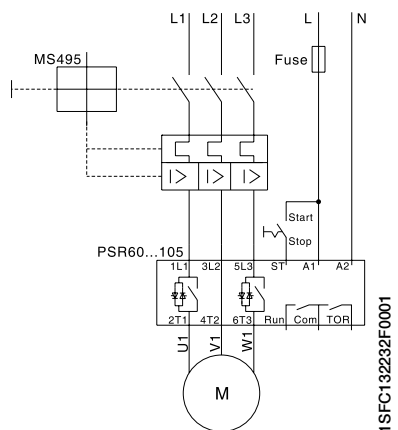 L1 L2 L3 L N
MS495
Fuse
I> I> I>
Start
Stop
PSR60...105
1L1 3L2 5L3 ST A1 A2
2T1 4T2 6T3 Run Com TOR
U1 V1 W1
M
1SFC132232F0001